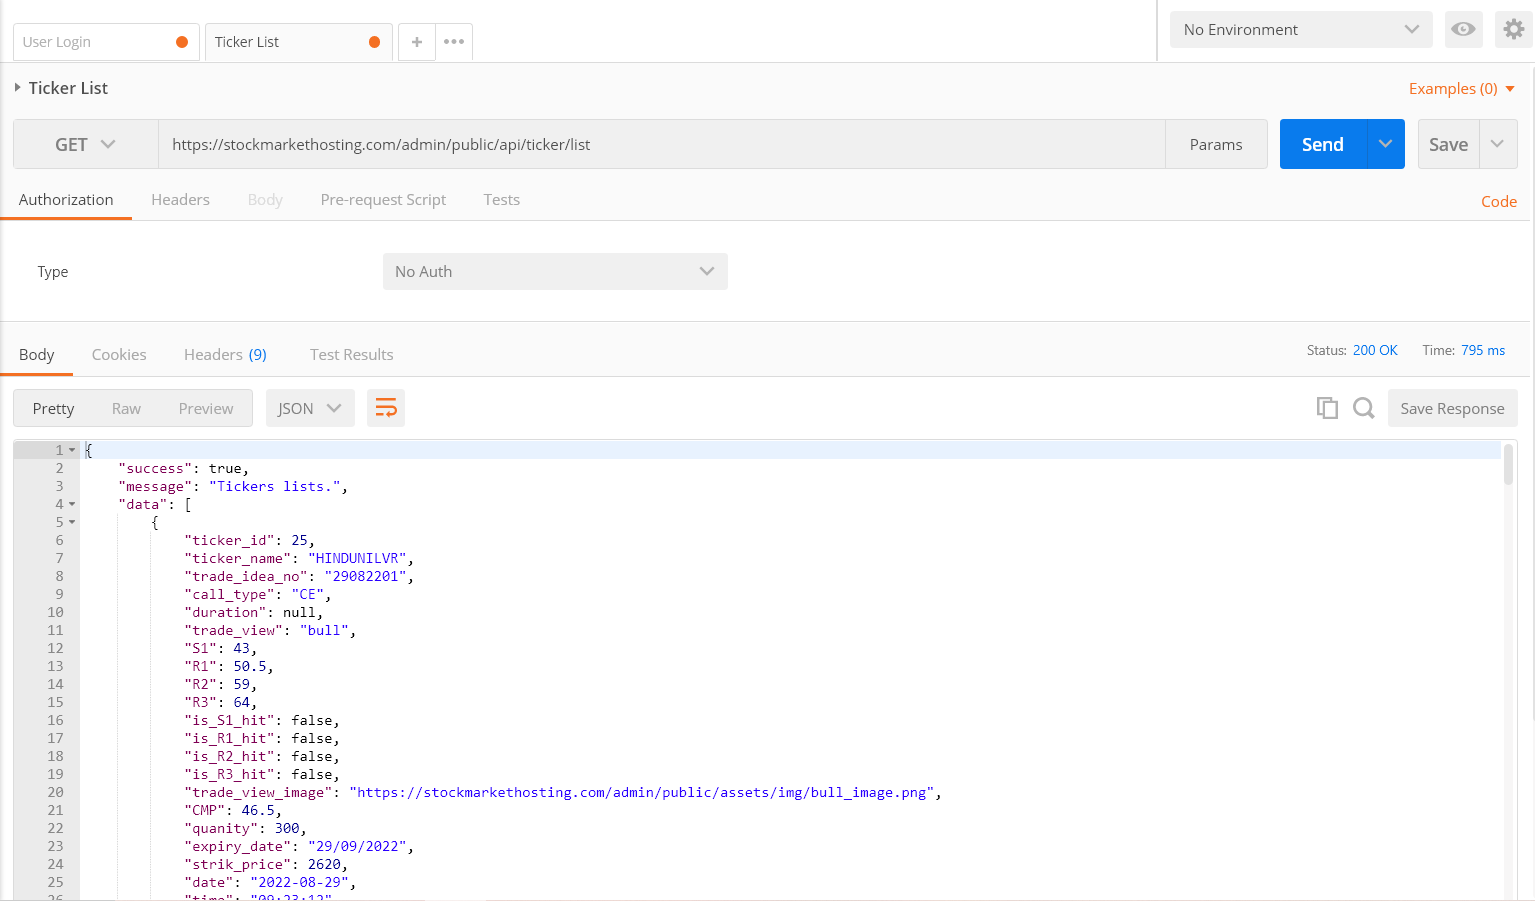 User Login
Ticker List
+
•••
No Environment
Ticker List
Examples (0)
GET
https://stockmarkethosting.com/admin/public/api/ticker/list
Params
Send
Save
Authorization
Headers
Body
Pre-request Script
Tests
Code
Type
No Auth
Body
Cookies
Headers (9)
Test Results
Status: 200 OK
Time: 795 ms
Pretty
Raw
Preview
JSON
Save Response
1 {
2 "success": true,
3 "message": "Tickers lists.",
4 "data": [
5 {
6 "ticker_id": 25,
7 "ticker_name": "HINDUNILVR",
8 "trade_idea_no": "29082201",
9 "call_type": "CE",
10 "duration": null,
11 "trade_view": "bull",
12 "S1": 43,
13 "R1": 50.5,
14 "R2": 59,
15 "R3": 64,
16 "is_S1_hit": false,
17 "is_R1_hit": false,
18 "is_R2_hit": false,
19 "is_R3_hit": false,
20 "trade_view_image": "https://stockmarkethosting.com/admin/public/assets/img/bull_image.png",
21 "CMP": 46.5,
22 "quanity": 300,
23 "expiry_date": "29/09/2022",
24 "strik_price": 2620,
25 "date": "2022-08-29",
26 "time": "09:23:12"